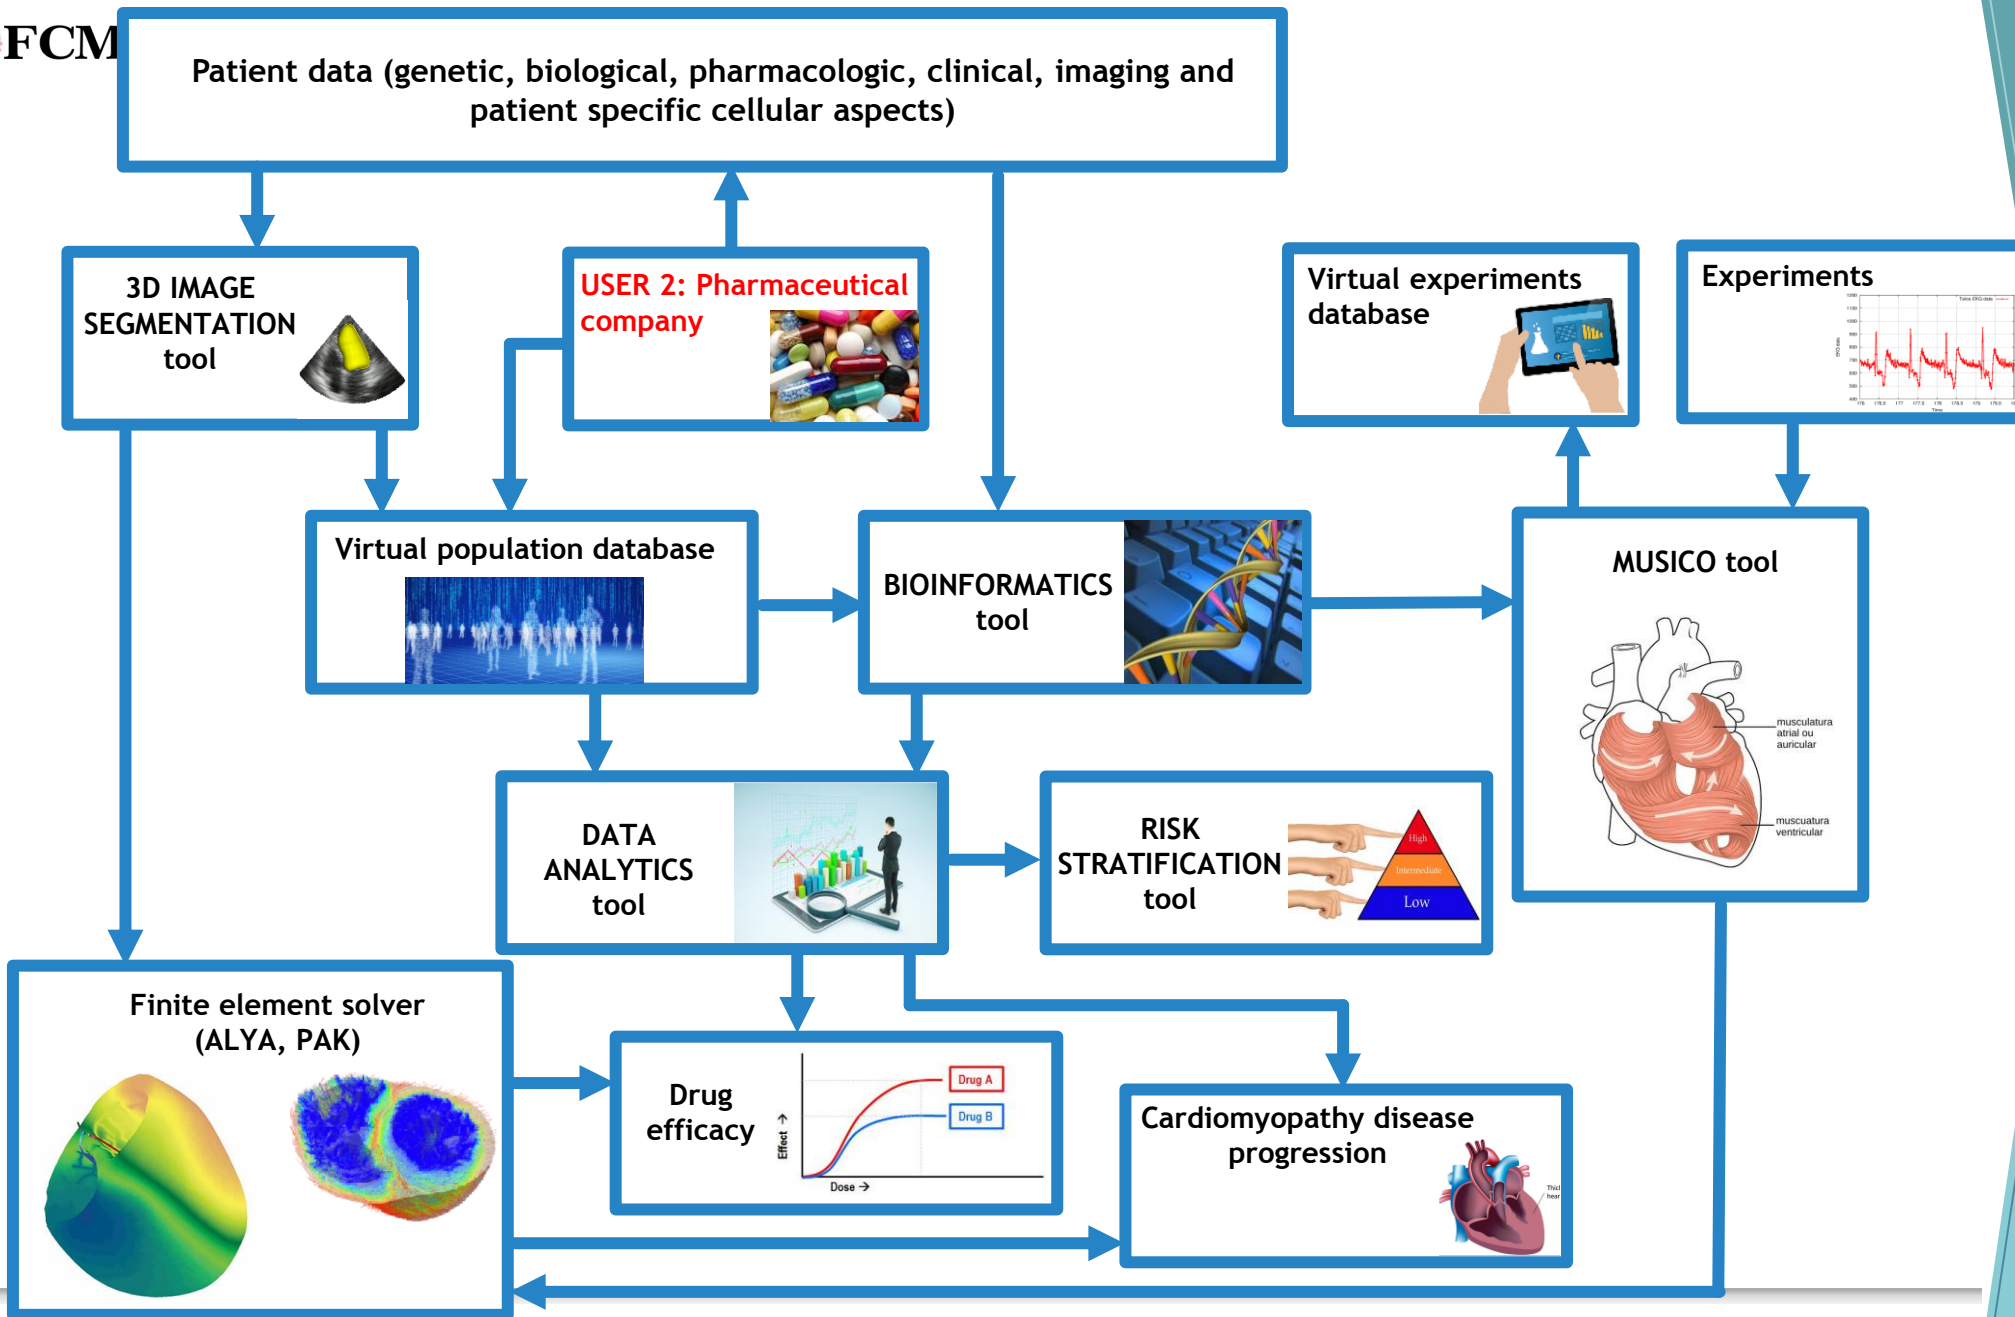 FCM
Patient data (genetic, biological, pharmacologic, clinical, imaging and
patient specific cellular aspects)
3D IMAGE
SEGMENTATION
tool
USER 2: Pharmaceutical
company
Virtual experiments
database
Experiments
Virtual population database
BIOINFORMATICS
tool
MUSICO tool
musculatura
atrial ou
auricular
muscuatura
ventricular
DATA
ANALYTICS
tool
RISK
STRATIFICATION
tool
High
Intermediate
Low
Finite element solver
(ALYA, PAK)
Drug
efficacy
Effect →
Drug A
Drug B
Dose →
Cardiomyopathy disease
progression